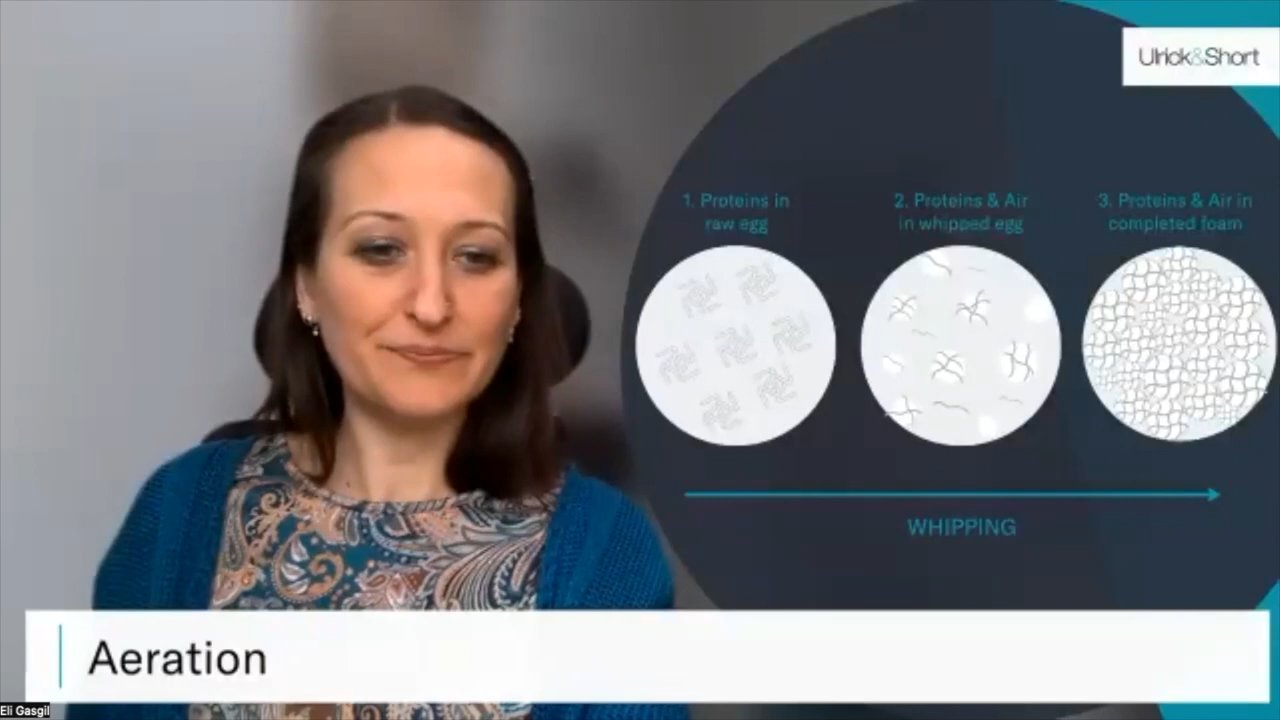 Ulrick&Short
1. Proteins in
raw egg
2. Proteins & Air
in whipped egg
3. Proteins & Air in
completed foam
WHIPPING
Aeration
Eli Gasgil